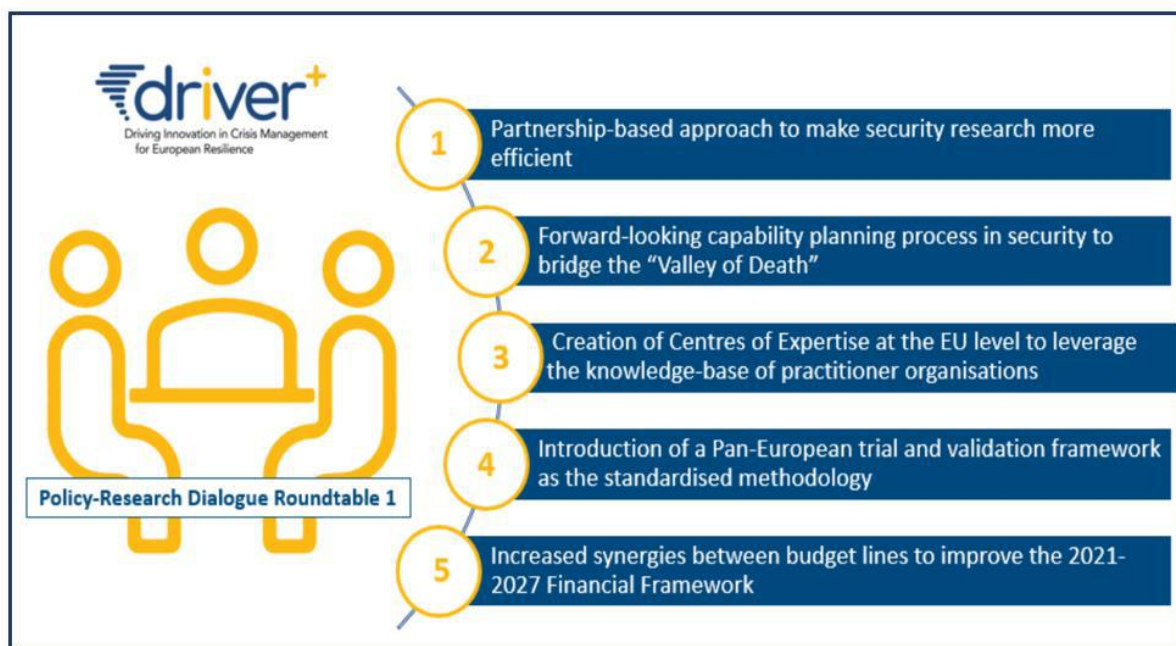 driver+
Driving Innovation in Crisis Management
for European Resilience
1
Partnership-based approach to make security research more
efficient
2
Forward-looking capability planning process in security to
bridge the “Valley of Death”
3
Creation of Centres of Expertise at the EU level to leverage
the knowledge-base of practitioner organisations
4
Introduction of a Pan-European trial and validation framework
as the standardised methodology
5
Increased synergies between budget lines to improve the 2021-
2027 Financial Framework
Policy-Research Dialogue Roundtable 1